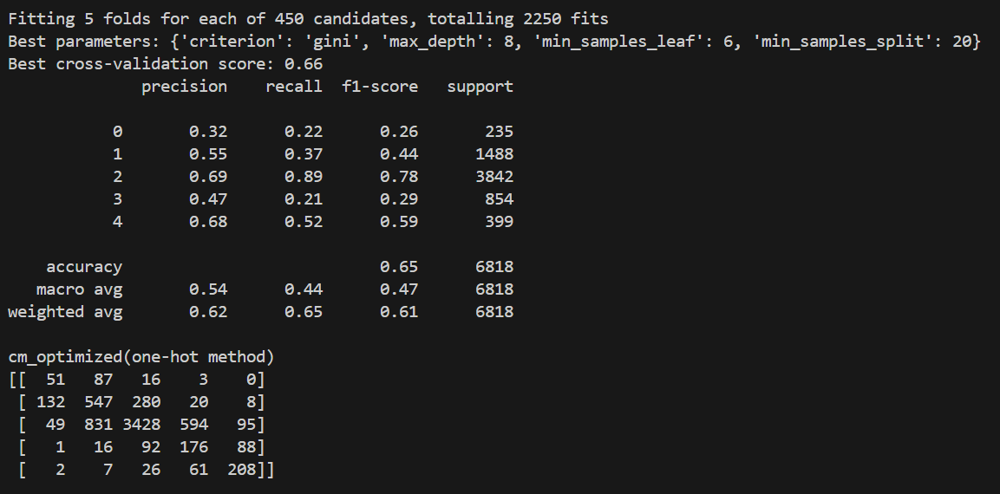 Fitting 5 folds for each of 450 candidates, totalling 2250 fits
Best parameters: {'criterion': 'gini', 'max_depth': 8, 'min_samples_leaf': 6, 'min_samples_split': 20}
Best cross-validation score: 0.66
              precision    recall  f1-score   support

           0       0.32      0.22      0.26       235
           1       0.55      0.37      0.44      1488
           2       0.69      0.89      0.78      3842
           3       0.47      0.21      0.29       854
           4       0.68      0.52      0.59       399

    accuracy                           0.65      6818
   macro avg       0.54      0.44      0.47      6818
weighted avg       0.62      0.65      0.61      6818

cm_optimized(one-hot method)
[[  51   87   16    3    0]
 [ 132  547  280   20    8]
 [  49  831 3428  594   95]
 [   1   16   92  176   88]
 [   2    7   26   61  208]]